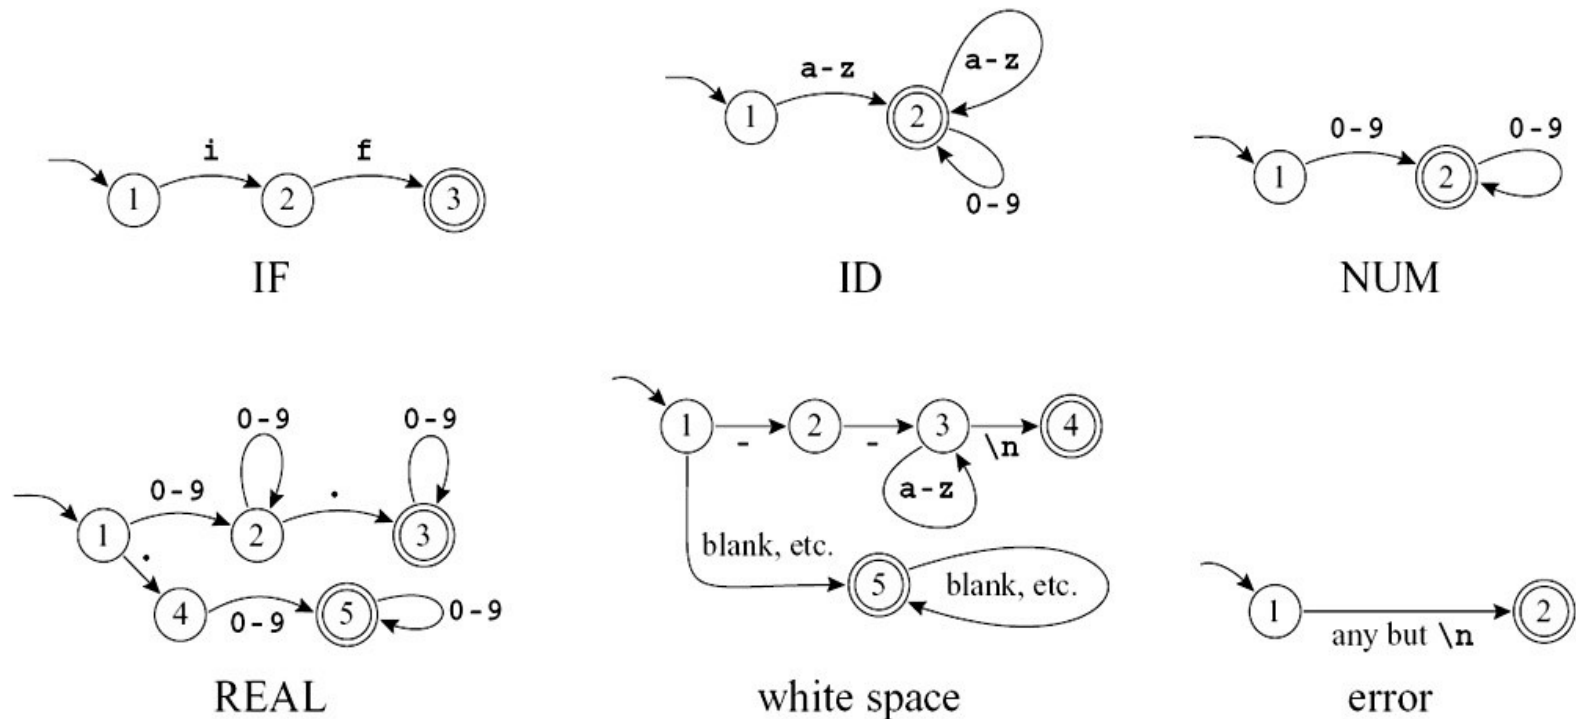 i f
1 2 3
IF
a-z a-z
1 2
0-9
ID
0-9 0-9
1 2
NUM
0-9 0-9
0-9 .
1 2 3
.
4 0-9 5 0-9
REAL
1 - 2 - 3 \n 4
a-z
blank, etc.
5 blank, etc.
white space
1 2
any but \n
error